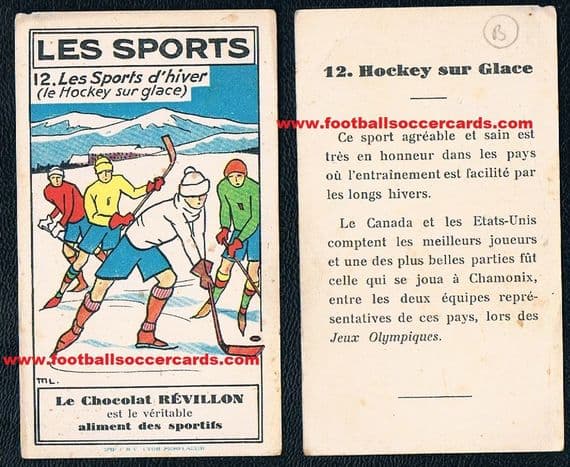 LES SPORTS
12. Les Sports d'hiver
(le Hockey sur glace)
www.footballsoccercards.com
www.footballsoccercards.com
ML.
Le Chocolat RÉVILLON
est le véritable
aliment des sportifs
B
12. Hockey sur Glace
www.footballsoccercards.com
Ce sport agréable et sain est
très en honneur dans les pays
où l'entraînement est facilité par
les longs hivers.
Le Canada et les Etats-Unis
comptent les meilleurs joueurs
et une des plus belles parties fût
celle qui se joua à Chamonix,
entre les deux équipes repré-
sentatives de ces pays, lors des
Jeux Olympiques.
www.footballsoccercards.com